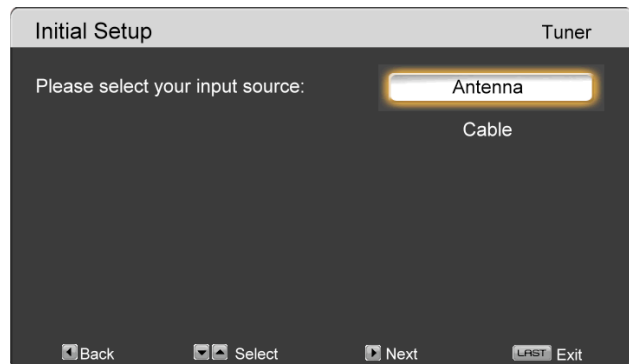 Initial Setup Tuner
Please select your input source: Antenna
Cable
Back Select Next LAST Exit